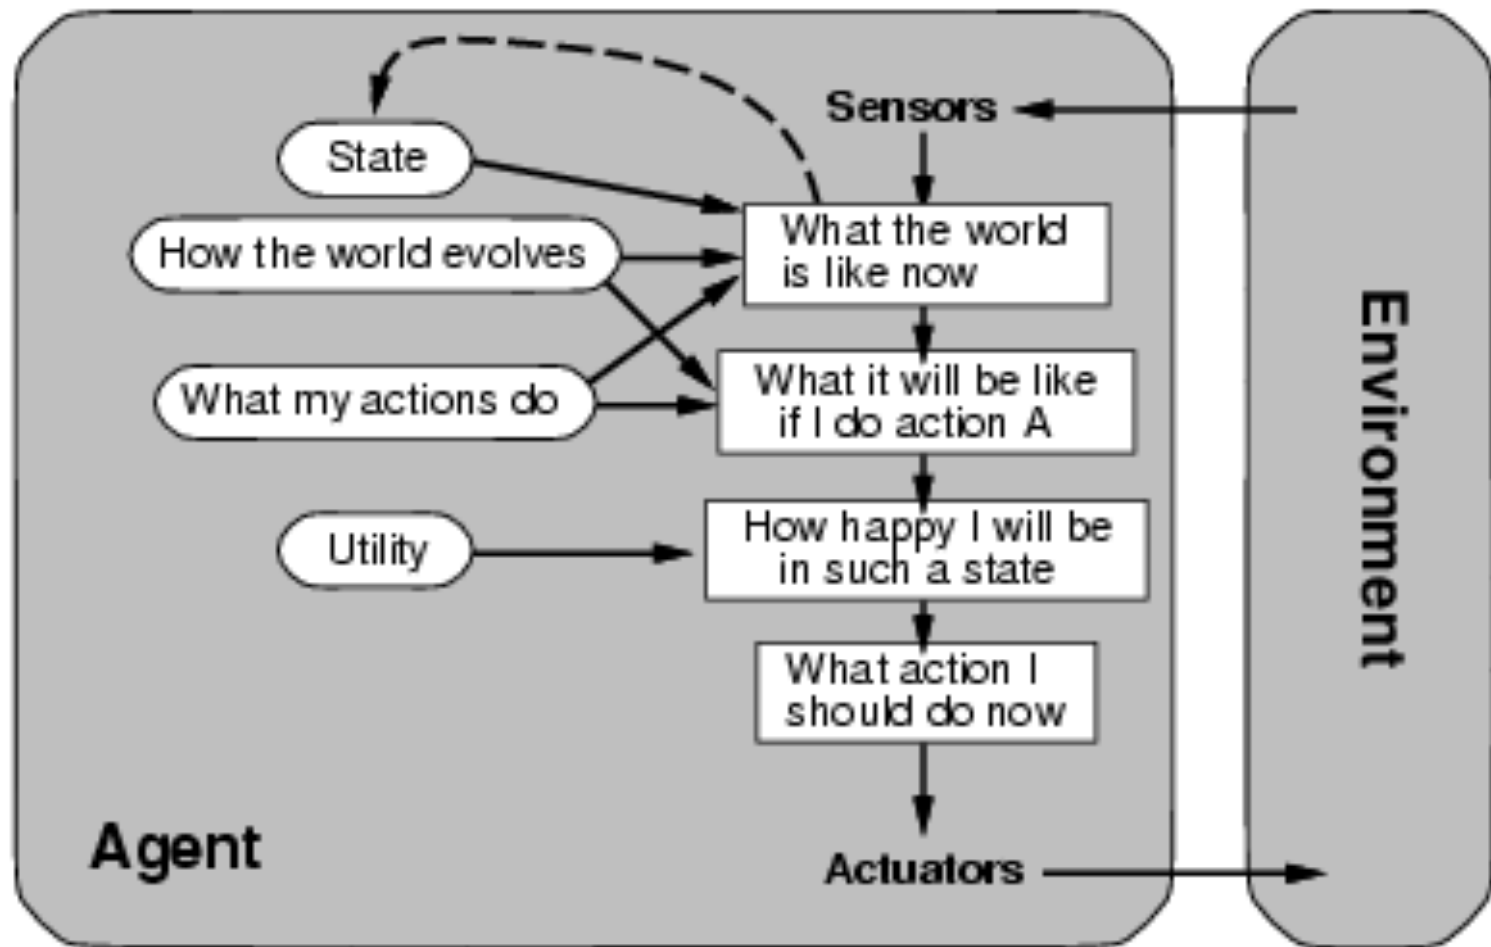 Sensors
State
What the world
is like now
How the world evolves
What my actions do
What it will be like
if I do action A
Utility
How happy I will be
in such a state
What action I
should do now
Agent
Actuators
Environment